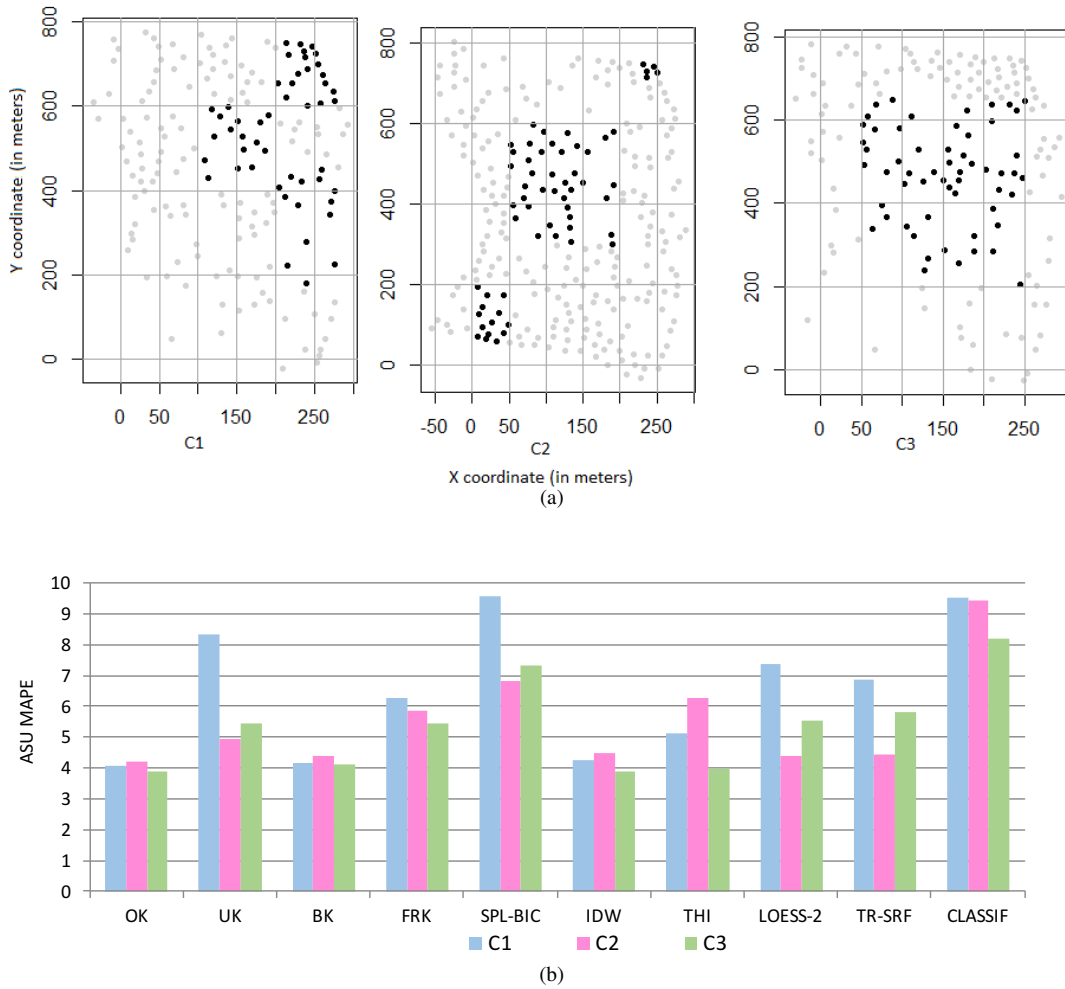 800
600
400
200
0
Y coordinate (in meters)
0 50 150 250
C1
800
600
400
200
0
-50 0 50 150 250
C2
800
600
400
200
0
0 50 150 250
C3
X coordinate (in meters)
(a)
10
9
8
7
6
5
4
3
2
1
0
ASU MAPE
OK UK BK FRK SPL-BIC IDW THI LOESS-2 TR-SRF CLASSIF
C1 C2 C3
(b)